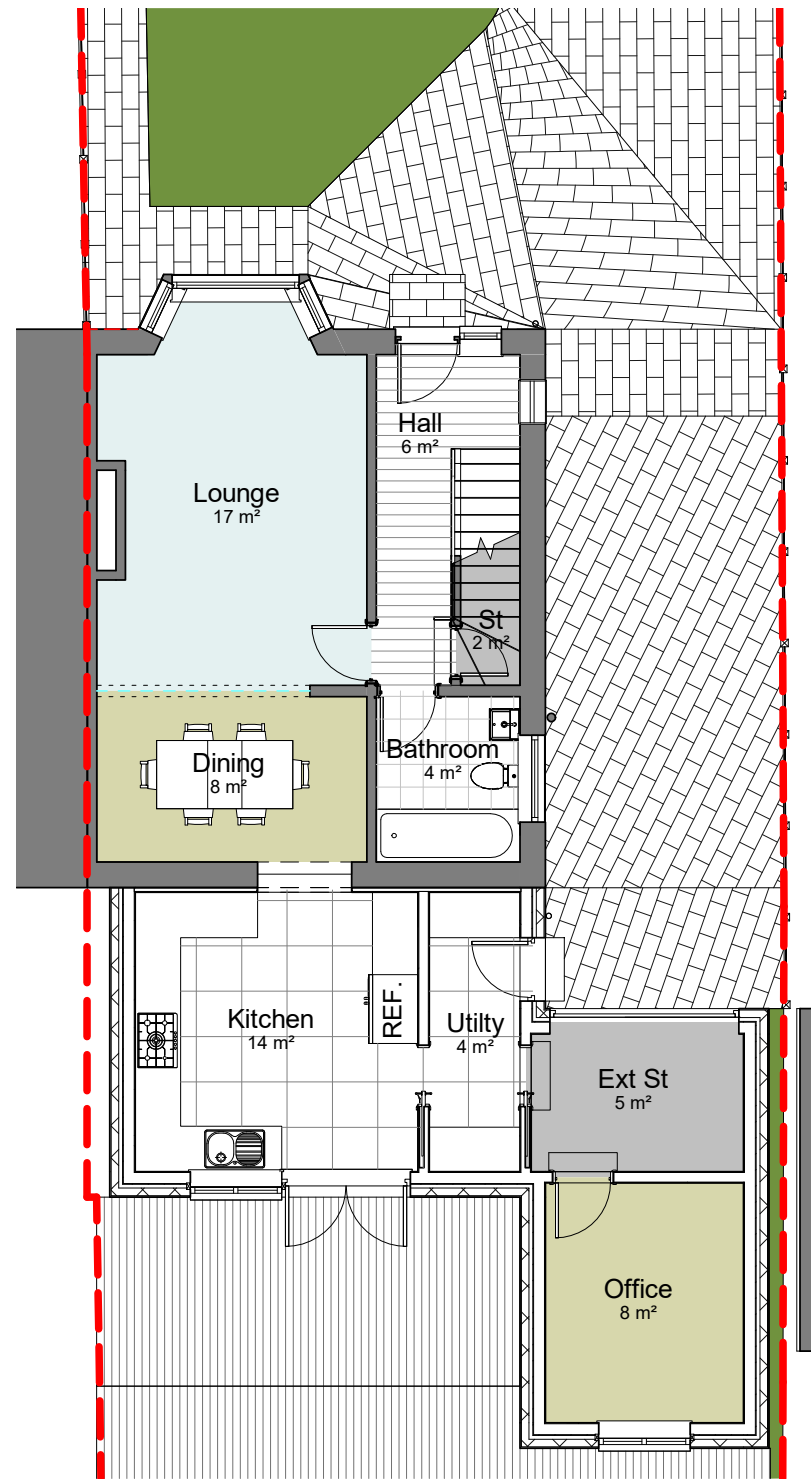 Hall
6 m²
Lounge
17 m²
St
2 m²
Bathroom
4 m²
Dining
8 m²
Kitchen
14 m²
REF.
Utilty
4 m²
Ext St
5 m²
Office
8 m²